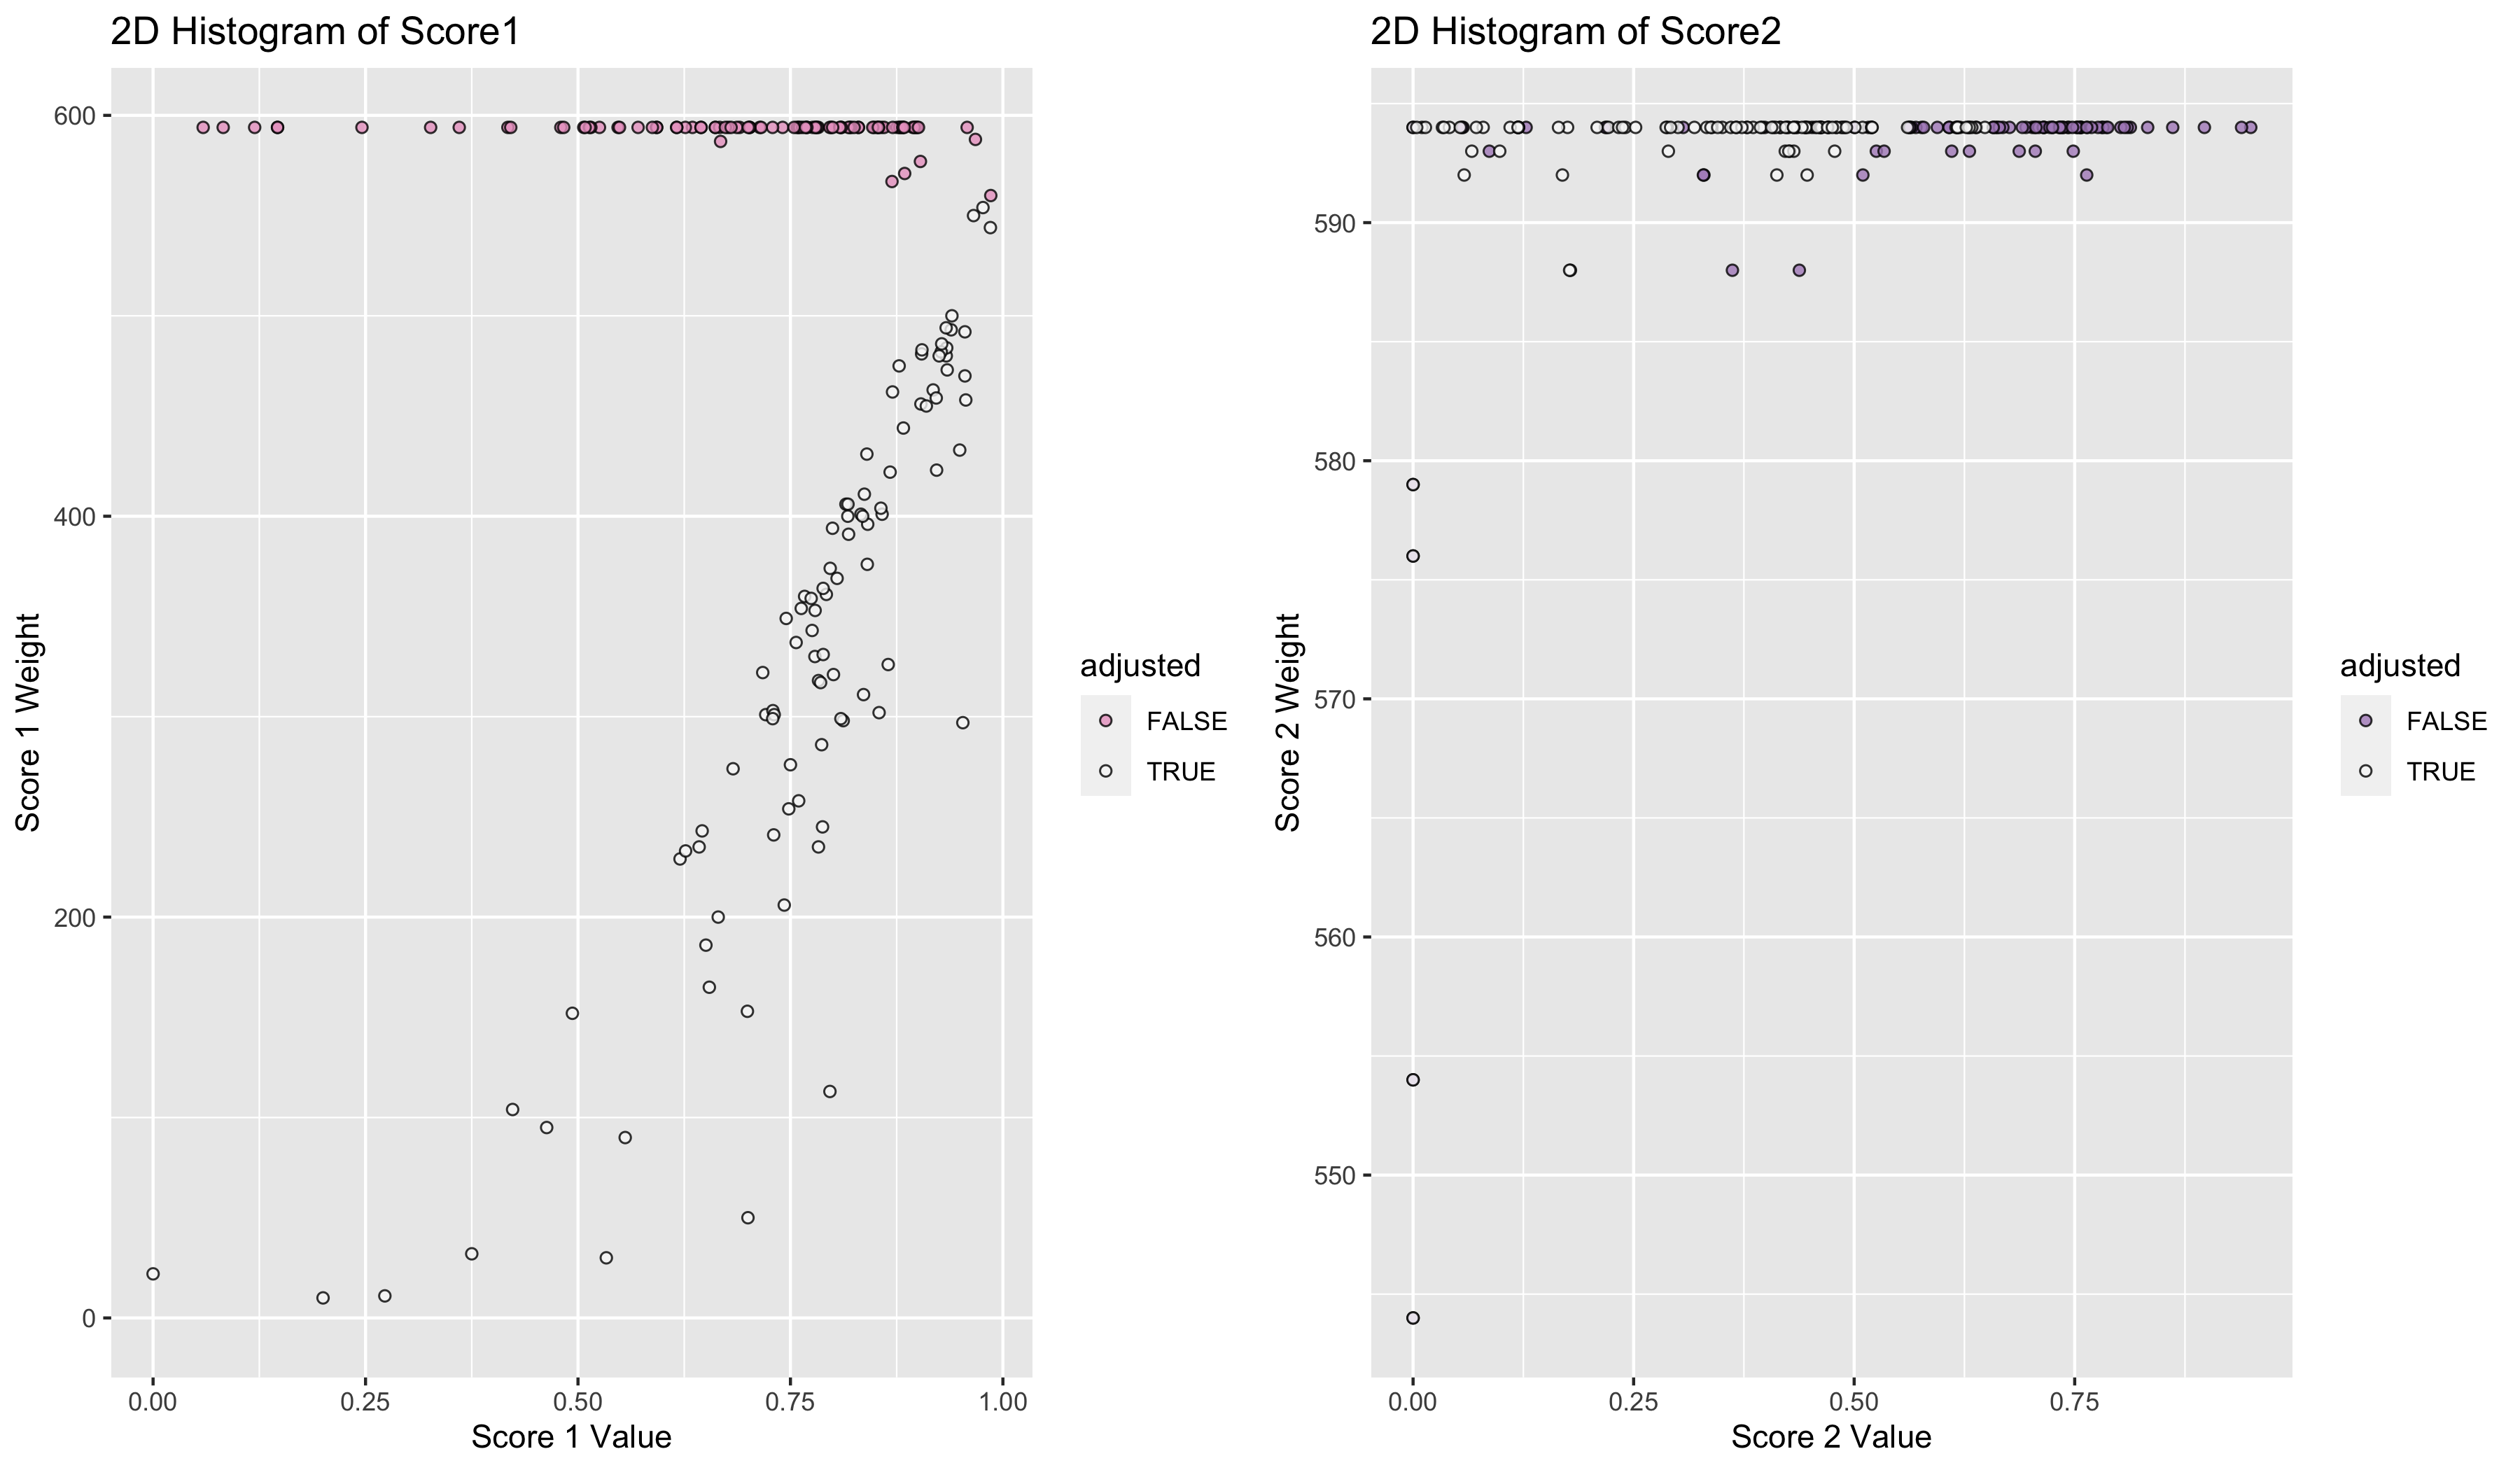 2D Histogram of Score1
600
400
200
0
0.00 0.25 0.50 0.75 1.00
Score 1 Value
Score 1 Weight
adjusted
FALSE
TRUE
2D Histogram of Score2
590
580
570
560
550
0.00 0.25 0.50 0.75
Score 2 Value
Score 2 Weight
adjusted
FALSE
TRUE